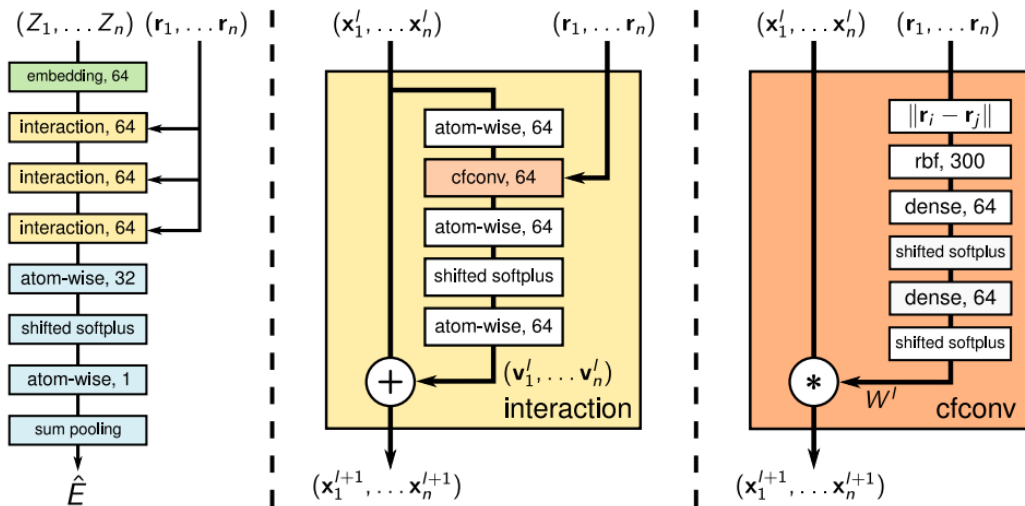 (Z₁, . . . Zₙ) (r₁, . . . rₙ)
embedding, 64
interaction, 64
interaction, 64
interaction, 64
atom-wise, 32
shifted softplus
atom-wise, 1
sum pooling
Ê
(x₁ˡ, . . . xₙˡ) (r₁, . . . rₙ)
atom-wise, 64
cfconv, 64
atom-wise, 64
shifted softplus
atom-wise, 64
+
(v₁ˡ, . . . vₙˡ)
interaction
(x₁ˡ⁺¹, . . . xₙˡ⁺¹)
(x₁ˡ, . . . xₙˡ) (r₁, . . . rₙ)
‖rᵢ − rⱼ‖
rbf, 300
dense, 64
shifted softplus
dense, 64
shifted softplus
*
Wˡ
cfconv
(x₁ˡ⁺¹, . . . xₙˡ⁺¹)